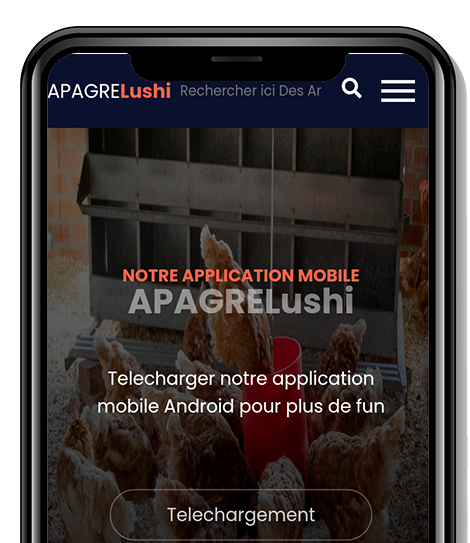 APAGRELushi Rechercher ici Des Ar
NOTRE APPLICATION MOBILE
APAGRELushi
Telecharger notre application
mobile Android pour plus de fun
Telechargement